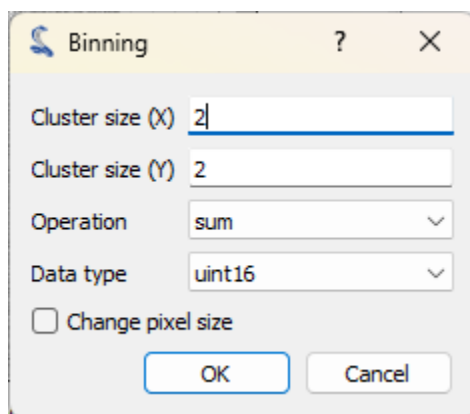 Binning ?
Cluster size (X) 2
Cluster size (Y) 2
Operation sum
Data type uint16
Change pixel size
OK Cancel